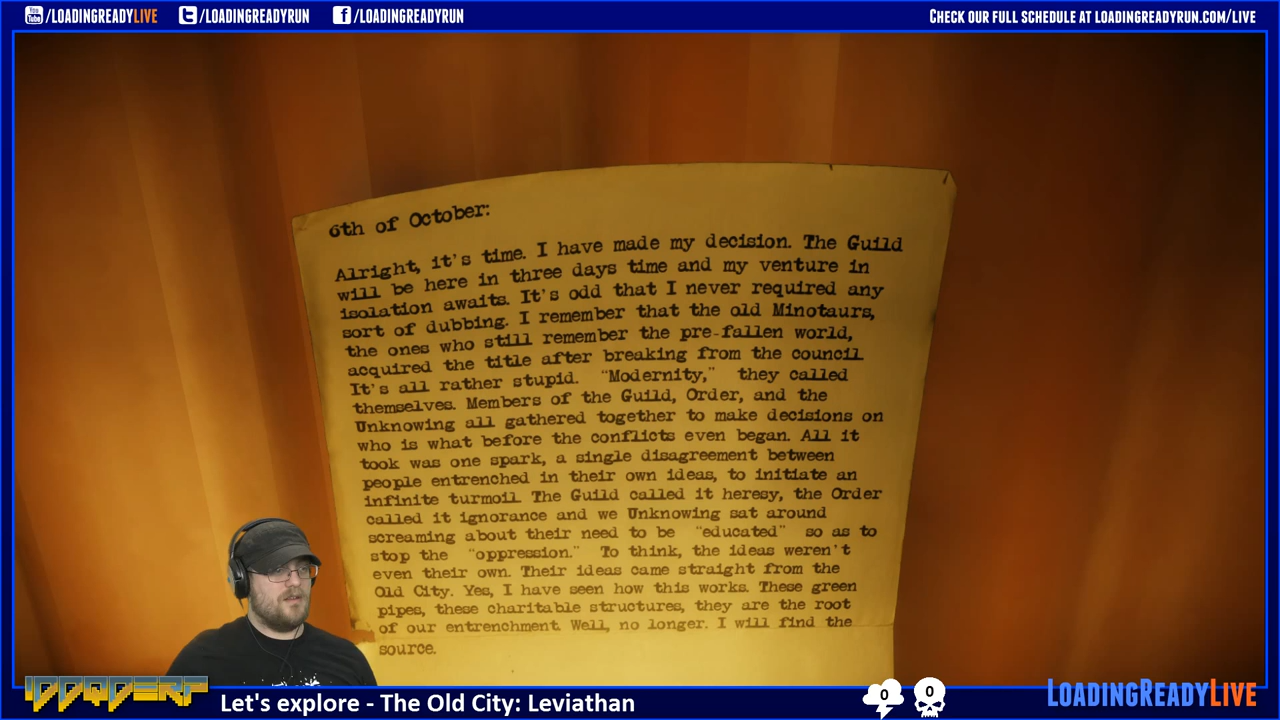 You Tube /LOADINGREADYLIVE /LOADINGREADYRUN f /LOADINGREADYRUN CHECK OUR FULL SCHEDULE AT LOADINGREADYRUN.COM/LIVE
6th of October:
Alright, it's time. I have made my decision. The Guild
will be here in three days time and my venture in
isolation awaits. It's odd that I never required any
sort of dubbing. I remember that the old Minotaurs,
the ones who still remember the pre-fallen world,
acquired the title after breaking from the council
It's all rather stupid. "Modernity," they called
themselves. Members of the Guild, Order, and the
Unknowing all gathered together to make decisions on
who is what before the conflicts even began. All it
took was one spark, a single disagreement between
people entrenched in their own ideas, to initiate an
infinite turmoil. The Guild called it heresy, the Order
called it ignorance and we Unknowing sat around
screaming about their need to be "educated" so as to
stop the "oppression." To think, the ideas weren't
even their own. Their ideas came straight from the
Old City. Yes, I have seen how this works. These green
pipes, these charitable structures, they are the root
of our entrenchment. Well, no longer. I will find the
source.
IDDQDERP Let's explore - The Old City: Leviathan 0 0 LOADINGREADYLIVE